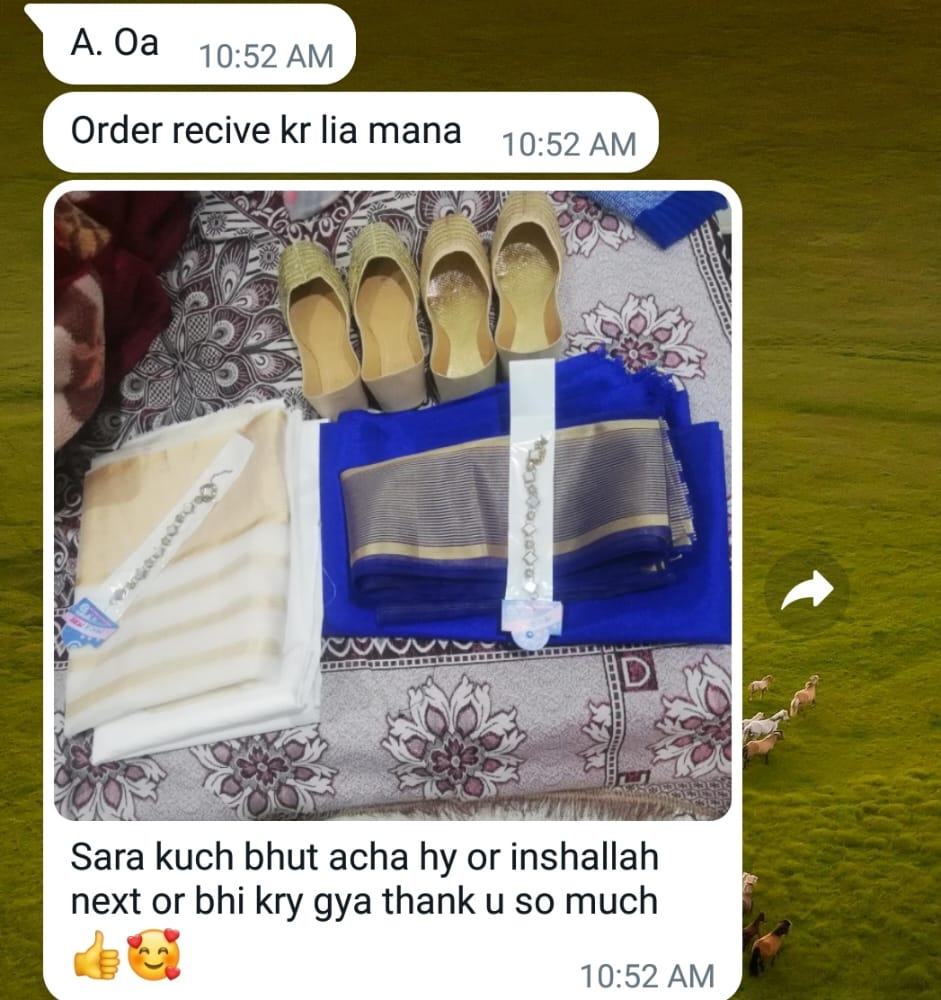 A. Oa 10:52 AM
Order recive kr lia mana 10:52 AM
D
Sara kuch bhut acha hy or inshallah
next or bhi kry gya thank u so much
👍🥰
10:52 AM